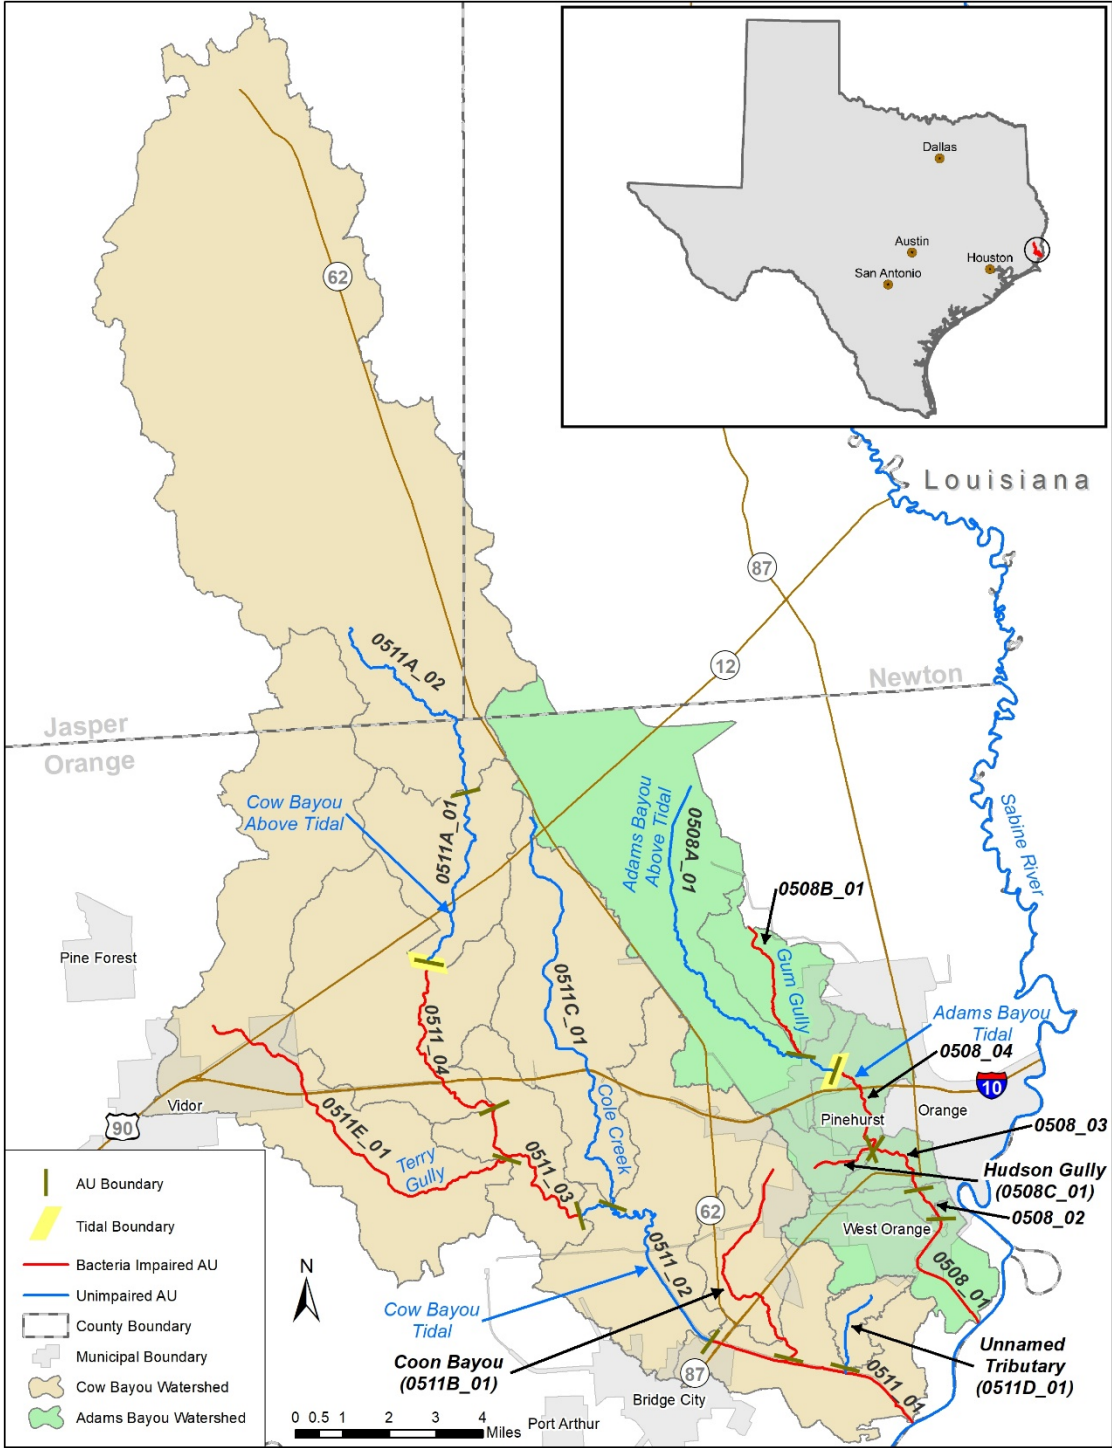 Dallas
Austin
Houston
San Antonio
62
Louisiana
87
12
Newton
Jasper
Orange
0511A_02
Cow Bayou
Above Tidal
0511A_01
Adams Bayou
Above Tidal
0508A_01
Sabine River
0508B_01
Gum Gully
Pine Forest
0511C_01
0511_04
Adams Bayou
Tidal
0508_04
10
Vidor
90
0511E_01
Pinehurst
Orange
Cole Creek
0508_03
Terry
Gully
0511_03
Hudson Gully
(0508C_01)
0508_02
62
West Orange
0511_02
0508_01
Cow Bayou
Tidal
Coon Bayou
(0511B_01)
Unnamed
Tributary
(0511D_01)
87
0511_01
Bridge City
Port Arthur
AU Boundary
Tidal Boundary
Bacteria Impaired AU
Unimpaired AU
County Boundary
Municipal Boundary
Cow Bayou Watershed
Adams Bayou Watershed
N
0 0.5 1 2 3 4
Miles